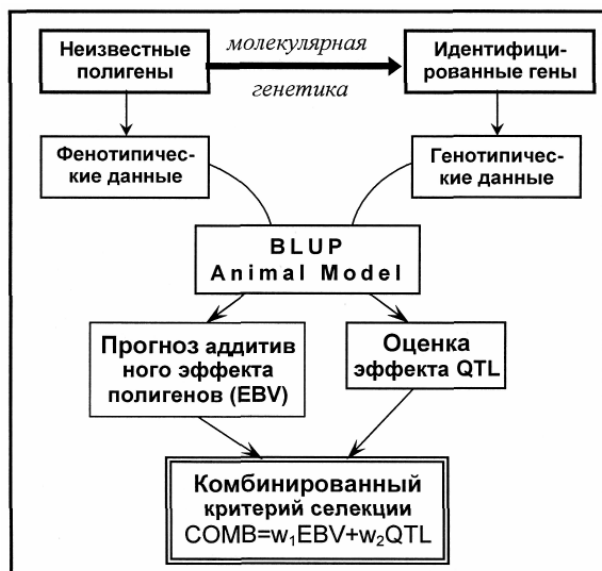 Неизвестные
полигены
молекулярная
генетика
Идентифици-
рованные гены
Фенотипичес-
кие данные
Генотипичес-
кие данные
BLUP
Animal Model
Прогноз аддитив
ного эффекта
полигенов (EBV)
Оценка
эффекта QTL
Комбинированный
критерий селекции
COMB=w₁EBV+w₂QTL